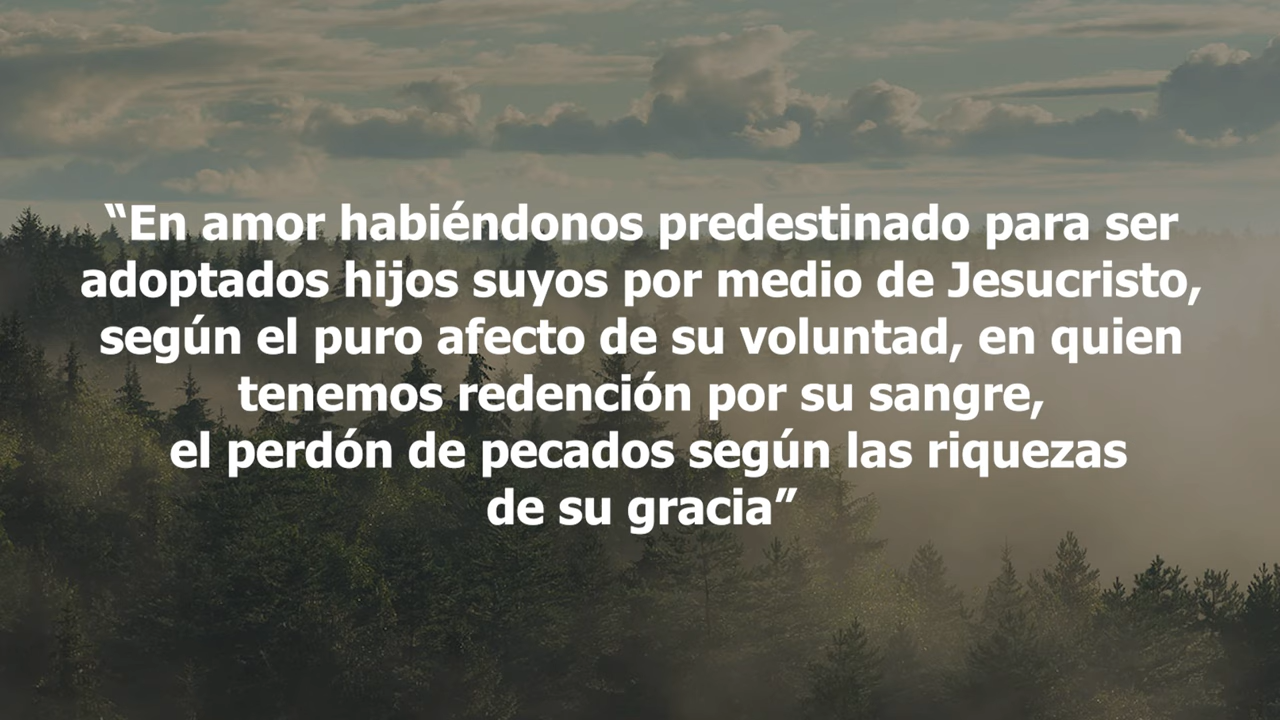 “En amor habiéndonos predestinado para ser
adoptados hijos suyos por medio de Jesucristo,
según el puro afecto de su voluntad, en quien
tenemos redención por su sangre,
el perdón de pecados según las riquezas
de su gracia”